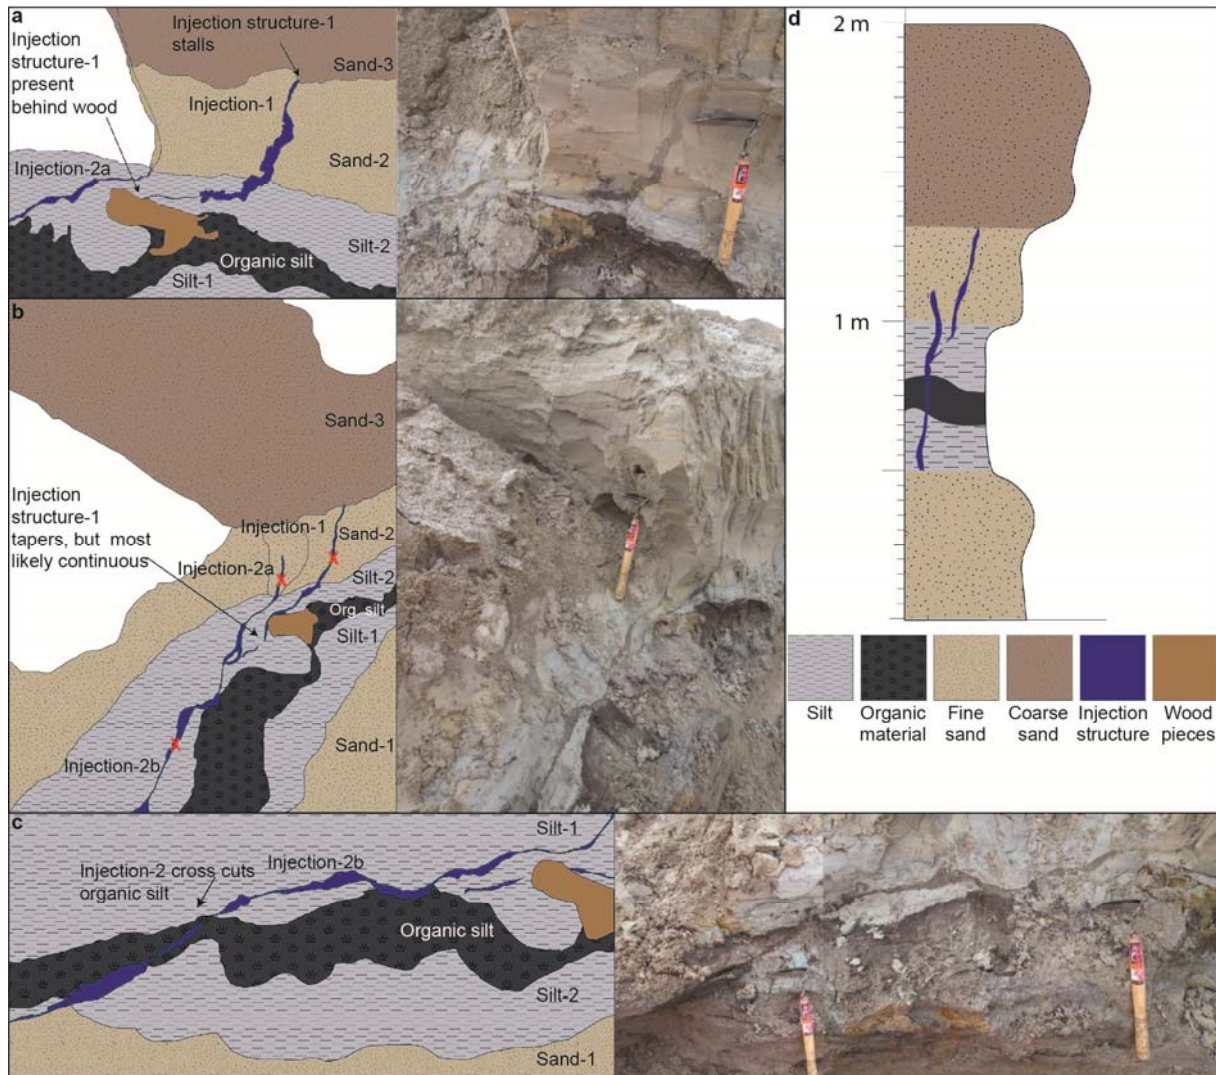 a
Injection
structure-1
present
behind wood
Injection structure-1
stalls
Sand-3
Injection-1
Injection-2a
Sand-2
Silt-2
Organic silt
Silt-1
b
Sand-3
Injection
structure-1
tapers, but most
likely continuous
Injection-1
Sand-2
Injection-2a
Silt-2
Org. silt
Silt-1
Sand-1
Injection-2b
c
Silt-1
Injection-2 cross cuts
organic silt
Injection-2b
Organic silt
Silt-2
Sand-1
d
2 m
1 m
Silt
Organic
material
Fine
sand
Coarse
sand
Injection
structure
Wood
pieces